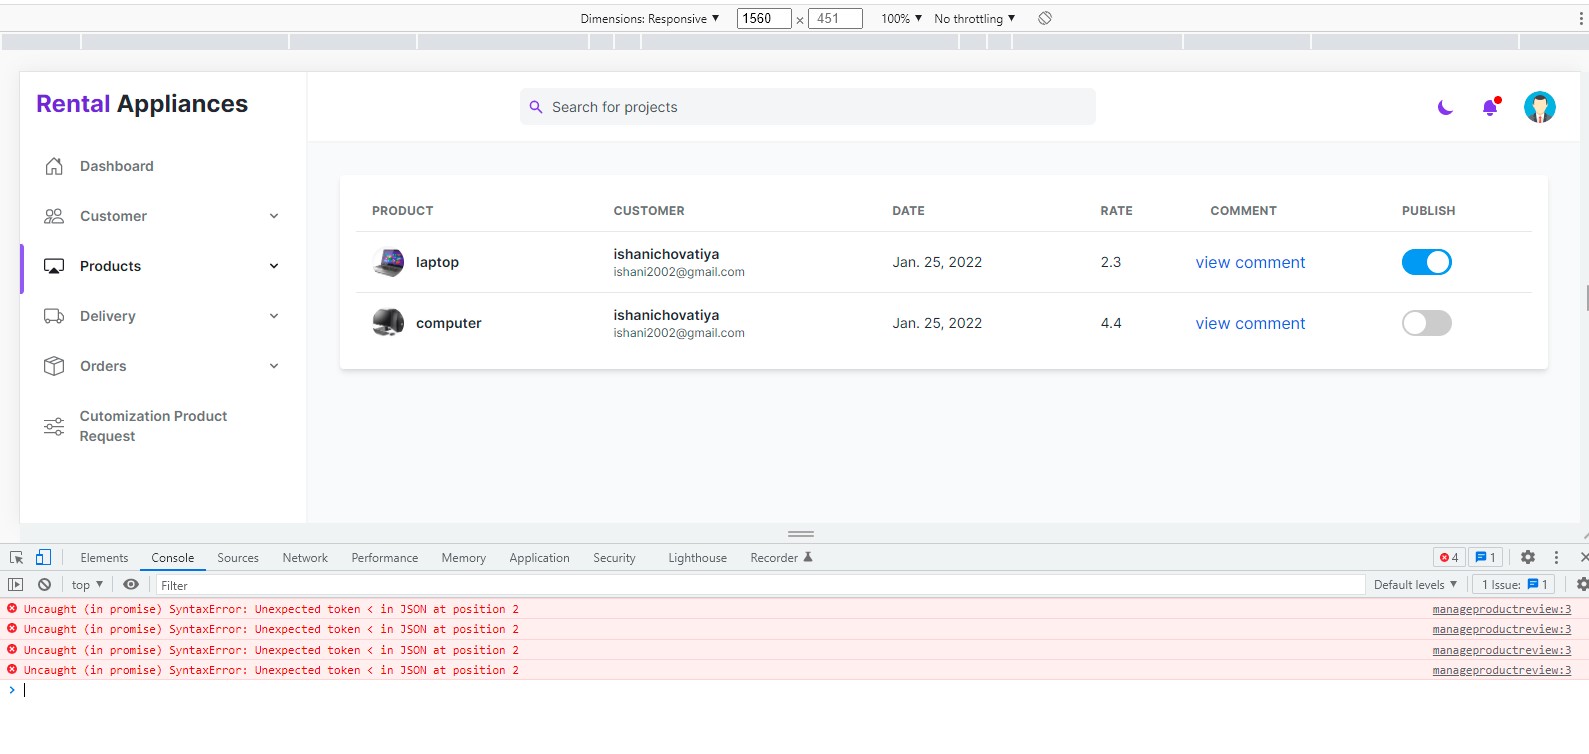 Dimensions: Responsive ▼ 1560 × 451 100% ▼ No throttling ▼
Rental Appliances
Search for projects
Dashboard
Customer
Products
Delivery
Orders
Cutomization Product
Request
PRODUCT CUSTOMER DATE RATE COMMENT PUBLISH
laptop ishanichovatiya Jan. 25, 2022 2.3 view comment
ishani2002@gmail.com
computer ishanichovatiya Jan. 25, 2022 4.4 view comment
ishani2002@gmail.com
Elements Console Sources Network Performance Memory Application Security Lighthouse Recorder 4 1
top ▼ Filter Default levels ▼ 1 Issue: 1
Uncaught (in promise) SyntaxError: Unexpected token < in JSON at position 2 manageproductreview:3
Uncaught (in promise) SyntaxError: Unexpected token < in JSON at position 2 manageproductreview:3
Uncaught (in promise) SyntaxError: Unexpected token < in JSON at position 2 manageproductreview:3
Uncaught (in promise) SyntaxError: Unexpected token < in JSON at position 2 manageproductreview:3
>